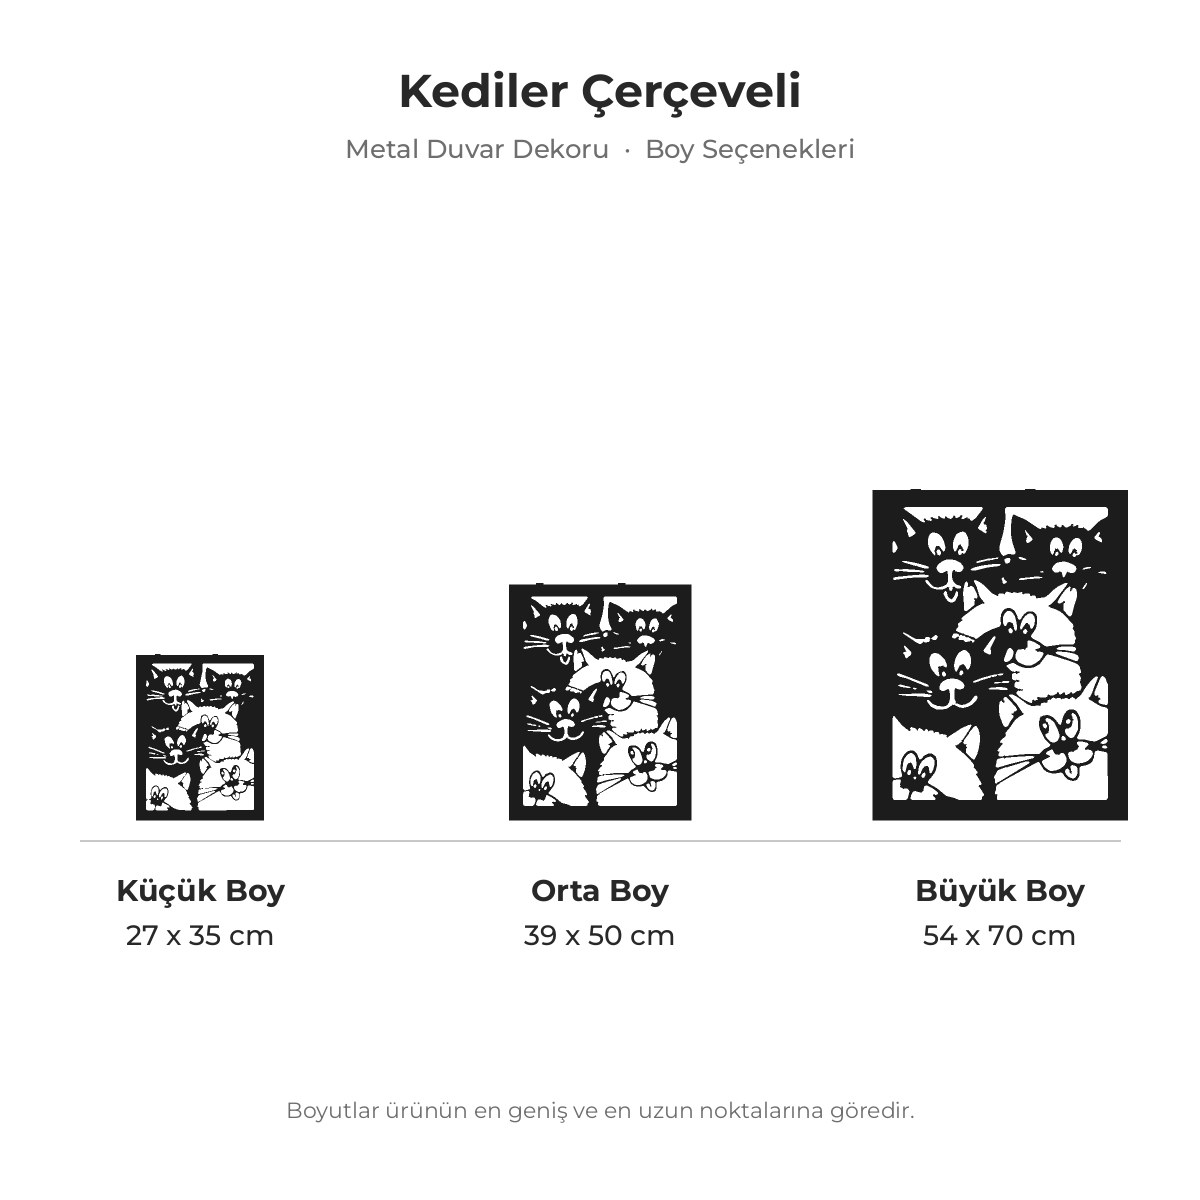 Kediler Çerçeveli
Metal Duvar Dekoru · Boy Seçenekleri
Küçük Boy
27 x 35 cm
Orta Boy
39 x 50 cm
Büyük Boy
54 x 70 cm
Boyutlar ürünün en geniş ve en uzun noktalarına göredir.